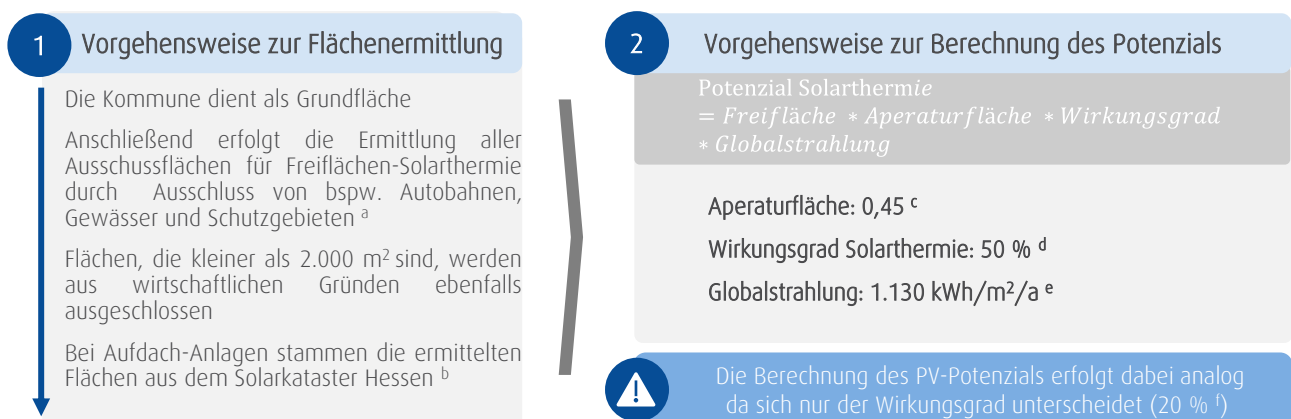 1
Vorgehensweise zur Flächenermittlung
Die Kommune dient als Grundfläche
Anschließend erfolgt die Ermittlung aller
Ausschussflächen für Freiflächen-Solarthermie
durch Ausschluss von bspw. Autobahnen,
Gewässer und Schutzgebieten ᵃ
Flächen, die kleiner als 2.000 m² sind, werden
aus wirtschaftlichen Gründen ebenfalls
ausgeschlossen
Bei Aufdach-Anlagen stammen die ermittelten
Flächen aus dem Solarkataster Hessen ᵇ
2
Vorgehensweise zur Berechnung des Potenzials
Potenzial Solarthermie
= Freifläche * Aperaturfläche * Wirkungsgrad
* Globalstrahlung
Aperaturfläche: 0,45 ᶜ
Wirkungsgrad Solarthermie: 50 % ᵈ
Globalstrahlung: 1.130 kWh/m²/a ᵉ
Die Berechnung des PV-Potenzials erfolgt dabei analog
da sich nur der Wirkungsgrad unterscheidet (20 % ᶠ)